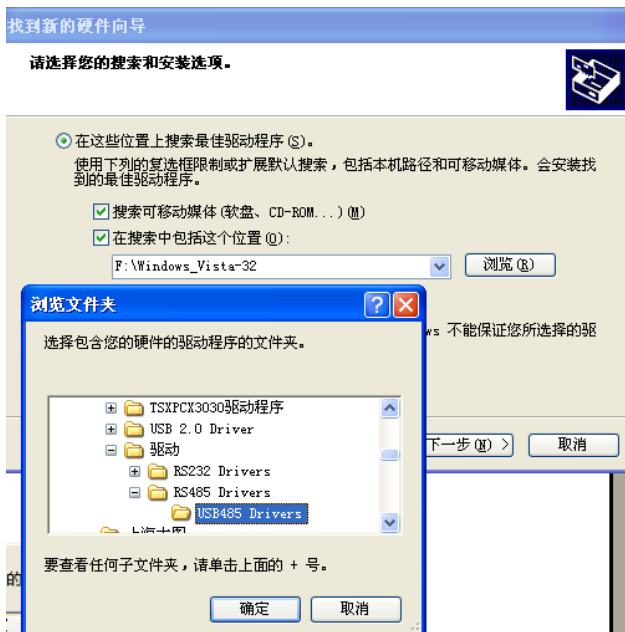 找到新的硬件向导
请选择您的搜索和安装选项。
在这些位置上搜索最佳驱动程序(S)。
使用下列的复选框限制或扩展默认搜索，包括本机路径和可移动媒体。会安装找
到的最佳驱动程序。
搜索可移动媒体(软盘、CD-ROM...)(M)
在搜索中包括这个位置(O):
F:\Windows_Vista-32
浏览(R)
浏览文件夹
ws 不能保证您所选择的驱
选择包含您的硬件的驱动程序的文件夹。
TSXPCX3030驱动程序
USB 2.0 Driver
驱动
RS232 Drivers
RS485 Drivers
USB485 Drivers
下一步(N) >
取消
要查看任何子文件夹，请单击上面的 + 号。
的
确定
取消